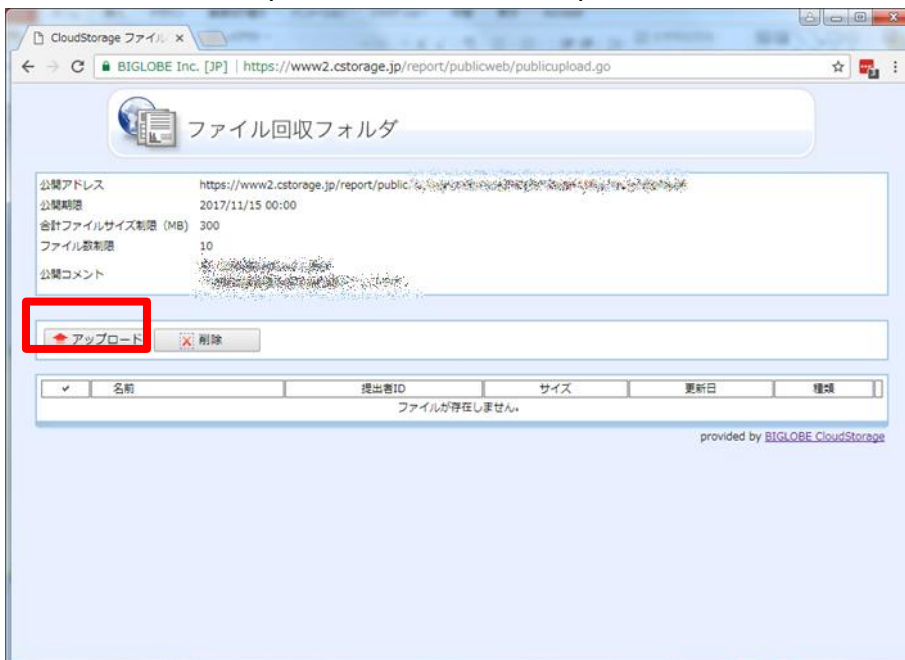 CloudStorage ファイル
BIGLOBE Inc. [JP] | https://www2.cstorage.jp/report/publicweb/publicupload.go
ファイル回収フォルダ
公開アドレス https://www2.cstorage.jp/report/public
公開期限 2017/11/15 00:00
合計ファイルサイズ制限 (MB) 300
ファイル数制限 10
公開コメント
アップロード 削除
名前 提出者ID サイズ 更新日 種類
ファイルが存在しません。
provided by BIGLOBE CloudStorage